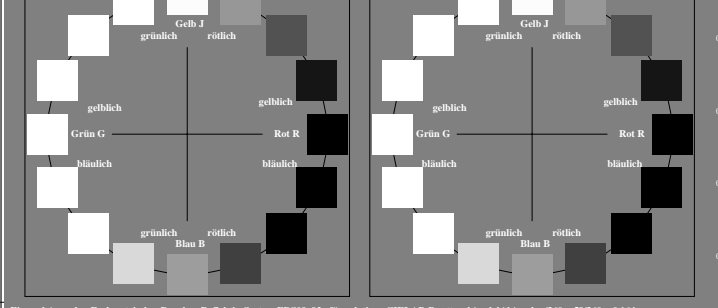 Gelb J Gelb J
grünlich rötlich grünlich rötlich
gelblich gelblich gelblich gelblich
Grün G Rot R Grün G Rot R
bläulich bläulich bläulich bläulich
grünlich rötlich grünlich rötlich
Blau B Blau B